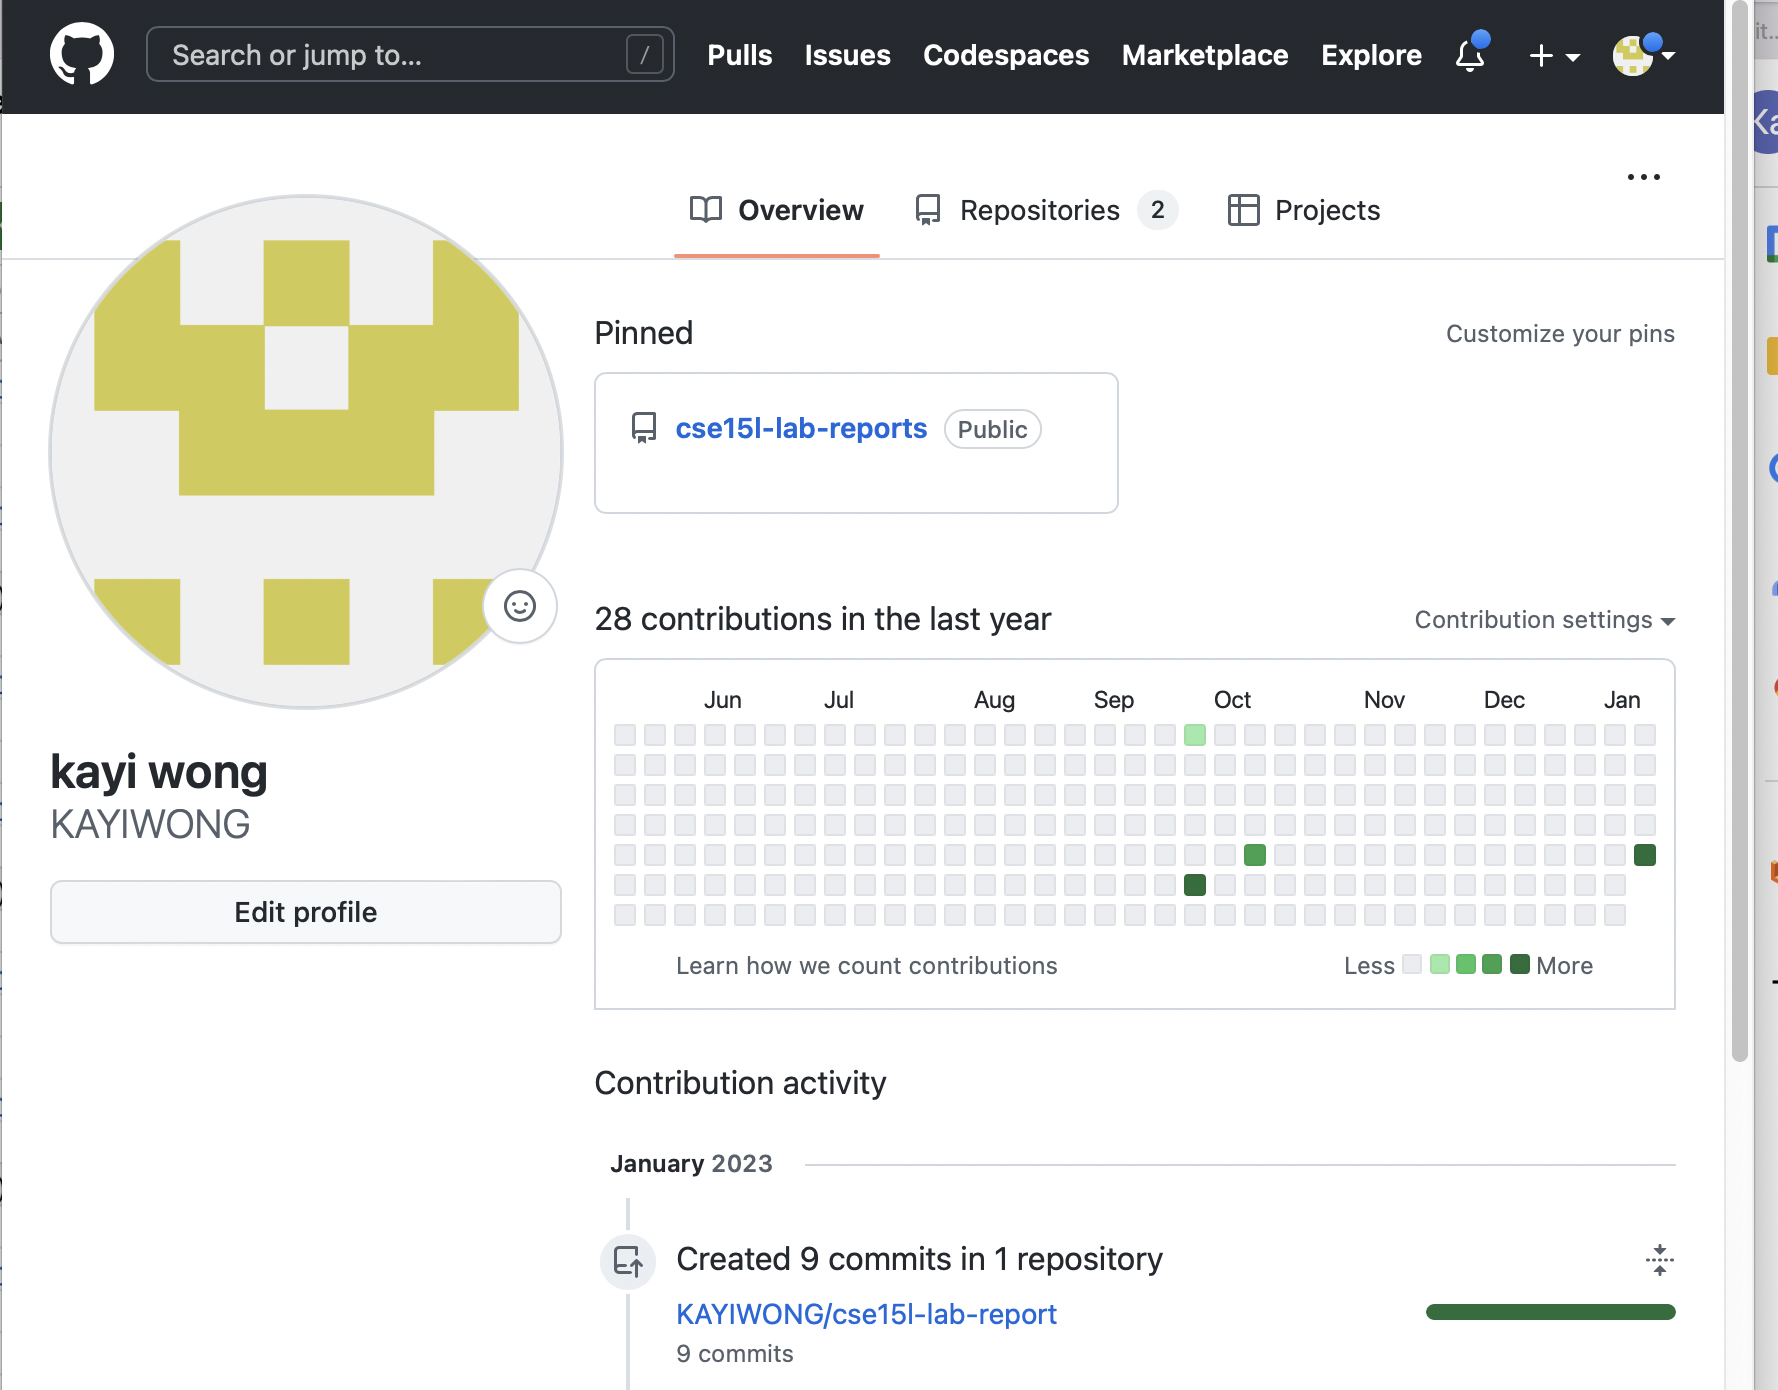 Search or jump to... /
Pulls Issues Codespaces Marketplace Explore
Overview Repositories 2 Projects
Pinned
Customize your pins
cse15l-lab-reports Public
28 contributions in the last year
Contribution settings
Jun Jul Aug Sep Oct Nov Dec Jan
Learn how we count contributions
Less More
kayi wong
KAYIWONG
Edit profile
Contribution activity
January 2023
Created 9 commits in 1 repository
KAYIWONG/cse15l-lab-report
9 commits